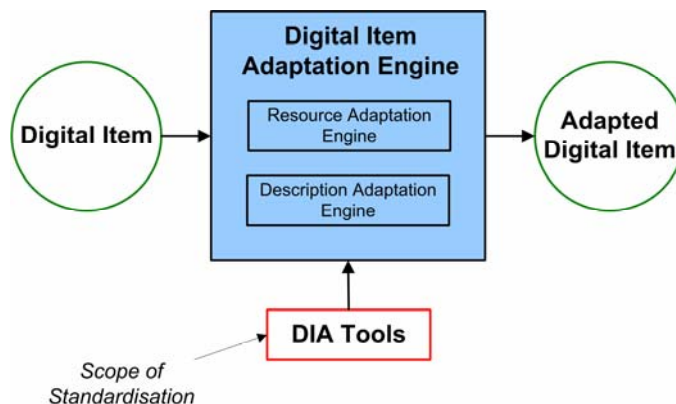 Digital Item
Adaptation Engine
Resource Adaptation
Engine
Digital Item
Adapted
Digital Item
Description Adaptation
Engine
DIA Tools
Scope of
Standardisation